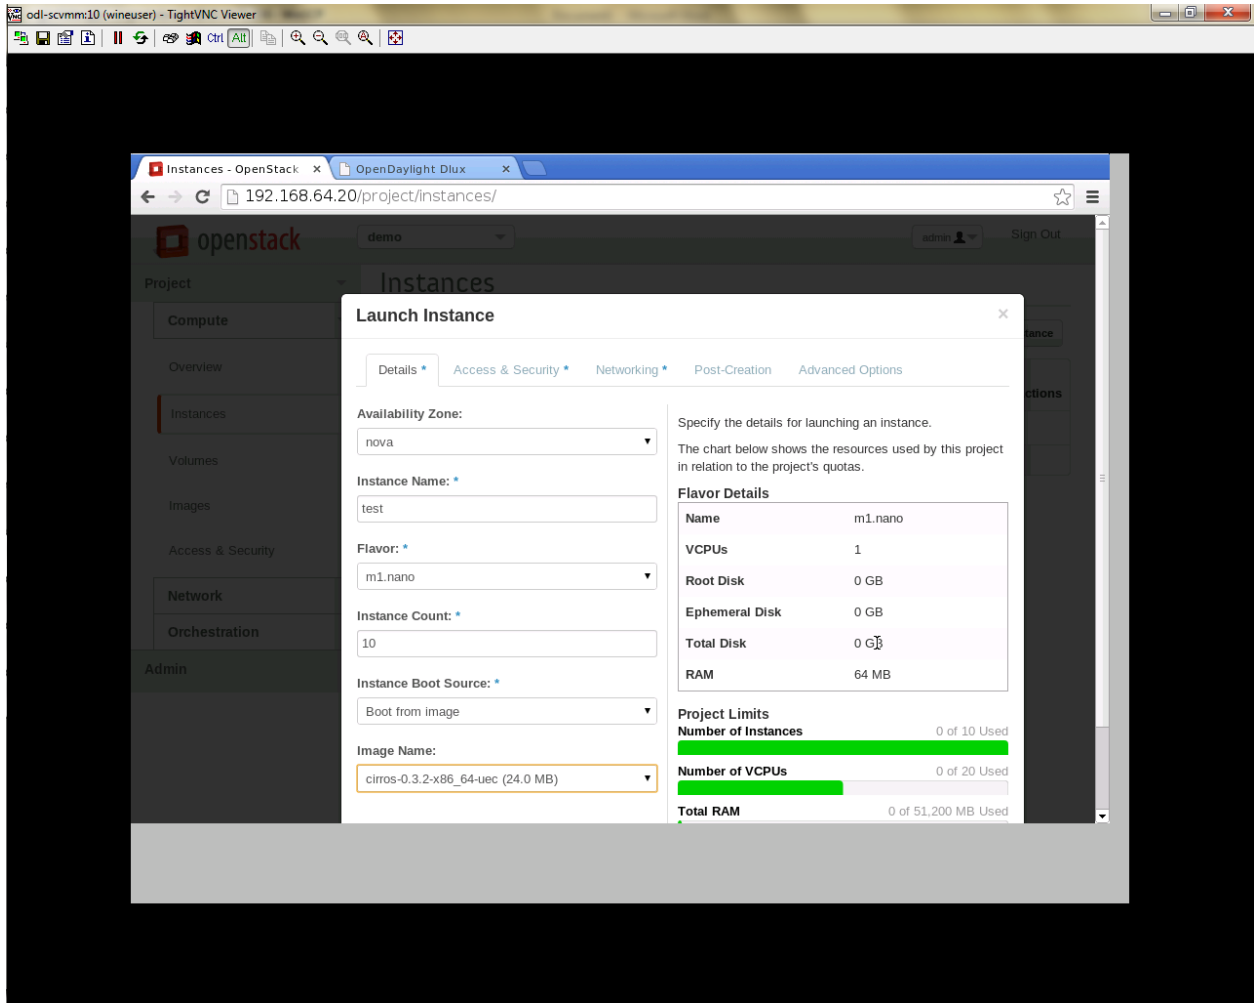 odl-scvmm:10 (wineuser) - TightVNC Viewer
Ctrl Alt
Instances - OpenStack × OpenDaylight Dlux ×
192.168.64.20/project/instances/
openstack demo admin Sign Out
Project Instances
Compute
Overview
Instances
Volumes
Images
Access & Security
Network
Orchestration
Admin
tance
ctions
Launch Instance ×
Details * Access & Security * Networking * Post-Creation Advanced Options
Availability Zone:
nova
Instance Name: *
test
Flavor: *
m1.nano
Instance Count: *
10
Instance Boot Source: *
Boot from image
Image Name:
cirros-0.3.2-x86_64-uec (24.0 MB)
Specify the details for launching an instance.
The chart below shows the resources used by this project
in relation to the project's quotas.
Flavor Details
Name m1.nano
VCPUs 1
Root Disk 0 GB
Ephemeral Disk 0 GB
Total Disk 0 GB
RAM 64 MB
Project Limits
Number of Instances 0 of 10 Used
Number of VCPUs 0 of 20 Used
Total RAM 0 of 51,200 MB Used